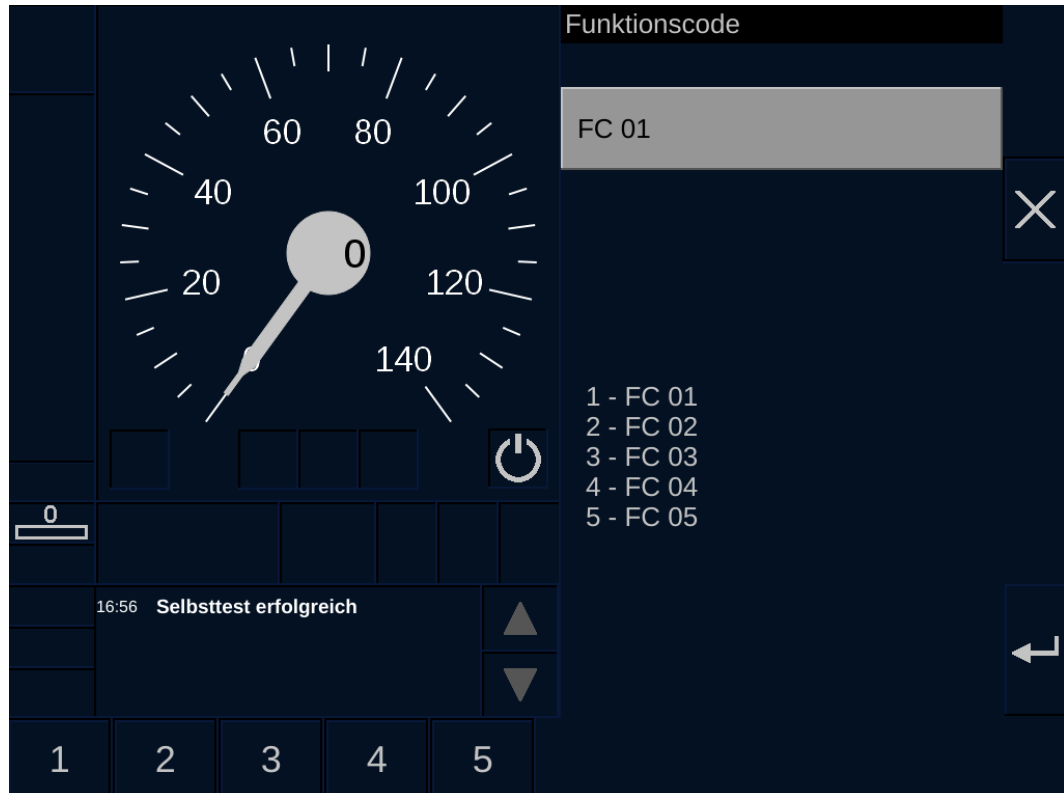 Funktionscode
FC 01
60 80
40 100
0
20 120
0 140
1 - FC 01
2 - FC 02
3 - FC 03
4 - FC 04
5 - FC 05
0
16:56 Selbsttest erfolgreich
1 2 3 4 5